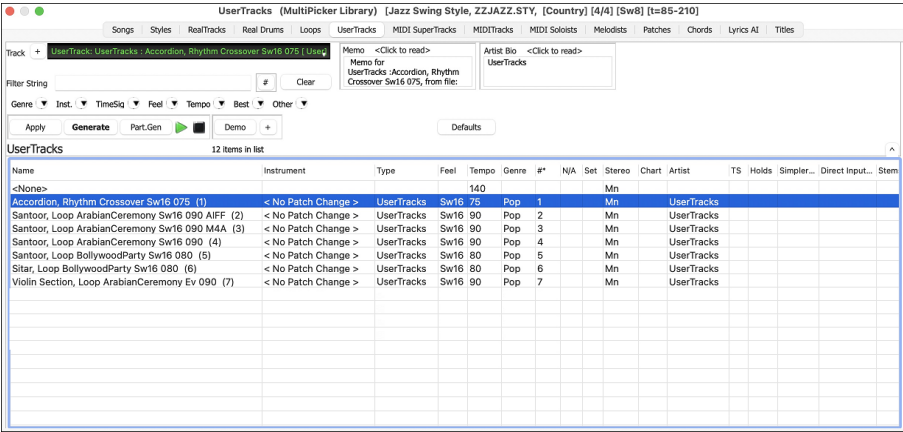 UserTracks (MultiPicker Library) [Jazz Swing Style, ZZJAZZ.STY, [Country] [4/4] [Sw8] [t=85-210]
Songs Styles RealTracks Real Drums Loops UserTracks MIDI SuperTracks MIDITracks MIDI Soloists Melodists Patches Chords Lyrics AI Titles
Track + UserTrack: UserTracks : Accordion, Rhythm Crossover Sw16 075 [ User]
Memo <Click to read>
Memo for
UserTracks :Accordion, Rhythm
Crossover Sw16 075, from file:
Artist Bio <Click to read>
UserTracks
Filter String # Clear
Genre Inst. TimeSig Feel Tempo Best Other
Apply Generate Part.Gen Demo + Defaults
UserTracks 12 items in list
Name Instrument Type Feel Tempo Genre #* N/A Set Stereo Chart Artist TS Holds Simpler... Direct Input... Stem
<None> 140 Mn
Accordion, Rhythm Crossover Sw16 075 (1) < No Patch Change > UserTracks Sw16 75 Pop 1 Mn UserTracks
Santoor, Loop ArabianCeremony Sw16 090 AIFF (2) < No Patch Change > UserTracks Sw16 90 Pop 2 Mn UserTracks
Santoor, Loop ArabianCeremony Sw16 090 M4A (3) < No Patch Change > UserTracks Sw16 90 Pop 3 Mn UserTracks
Santoor, Loop ArabianCeremony Sw16 090 (4) < No Patch Change > UserTracks Sw16 90 Pop 4 Mn UserTracks
Santoor, Loop BollywoodParty Sw16 080 (5) < No Patch Change > UserTracks Sw16 80 Pop 5 Mn UserTracks
Sitar, Loop BollywoodParty Sw16 080 (6) < No Patch Change > UserTracks Sw16 80 Pop 6 Mn UserTracks
Violin Section, Loop ArabianCeremony Ev 090 (7) < No Patch Change > UserTracks Sw16 90 Pop 7 Mn UserTracks